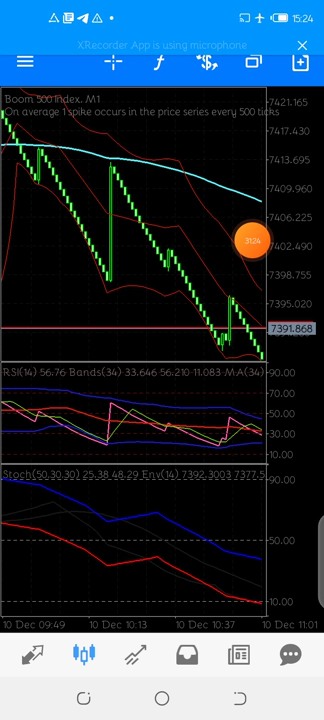 15:24
XRecorder App is using microphone
Boom 500 Index, M1
On average 1 spike occurs in the price series every 500 ticks
7421.165
7417.430
7413.695
7409.960
7406.225
7402.490
7398.755
7395.020
7391.868
31:24
RSI(14) 56.76 Bands(34) 33.646 56.210 11.083 MA(34)
90.00
70.00
50.00
30.00
10.00
Stoch(50,30,30) 25.38 48.29 Env(14) 7392.3003 7377.5
90.00
50.00
10.00
10 Dec 09:49
10 Dec 10:13
10 Dec 10:37
10 Dec 11:01